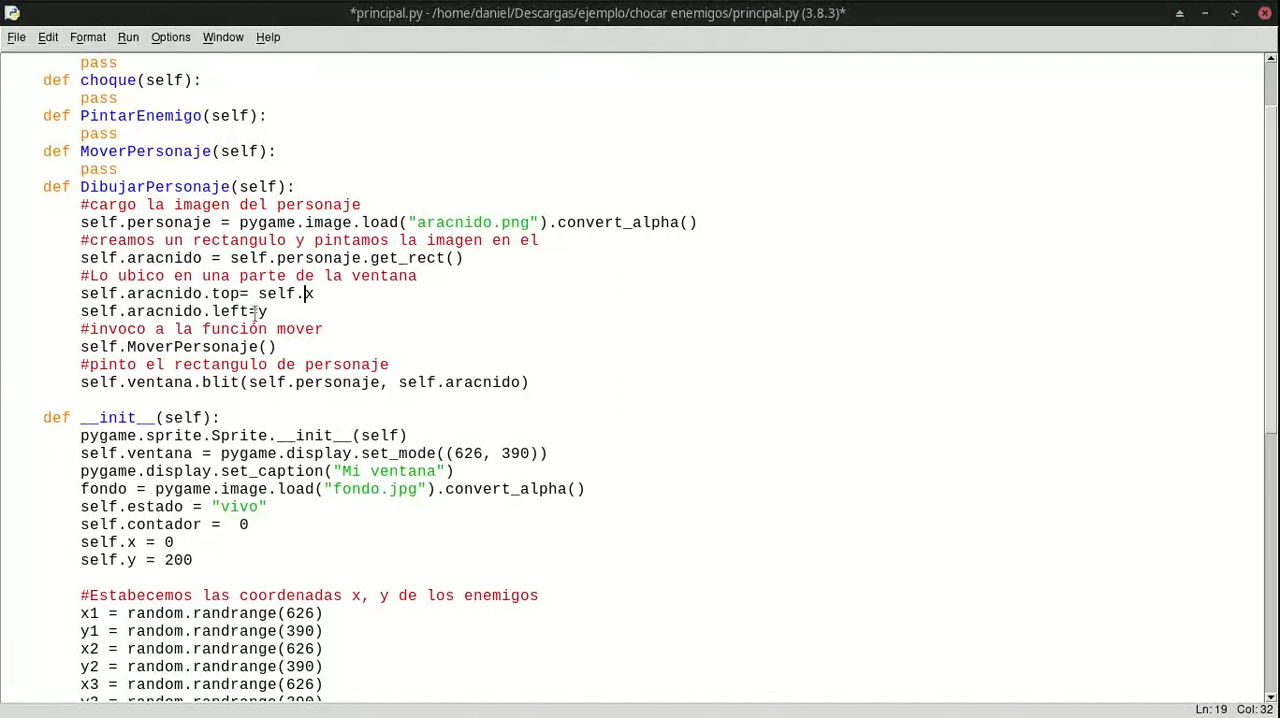 *principal.py - /home/daniel/Descargas/ejemplo/chocar enemigos/principal.py (3.8.3)*
File Edit Format Run Options Window Help
pass
def choque(self):
pass
def PintarEnemigo(self):
pass
def MoverPersonaje(self):
pass
def DibujarPersonaje(self):
#cargo la imagen del personaje
self.personaje = pygame.image.load("aracnido.png").convert_alpha()
#creamos un rectangulo y pintamos la imagen en el
self.aracnido = self.personaje.get_rect()
#Lo ubico en una parte de la ventana
self.aracnido.top= self.x
self.aracnido.left=y
#invoco a la función mover
self.MoverPersonaje()
#pinto el rectangulo de personaje
self.ventana.blit(self.personaje, self.aracnido)
def __init__(self):
pygame.sprite.Sprite.__init__(self)
self.ventana = pygame.display.set_mode((626, 390))
pygame.display.set_caption("Mi ventana")
fondo = pygame.image.load("fondo.jpg").convert_alpha()
self.estado = "vivo"
self.contador =  0
self.x = 0
self.y = 200
#Estabecemos las coordenadas x, y de los enemigos
x1 = random.randrange(626)
y1 = random.randrange(390)
x2 = random.randrange(626)
y2 = random.randrange(390)
x3 = random.randrange(626)
y3 = random.randrange(390)
Ln: 19 Col: 32